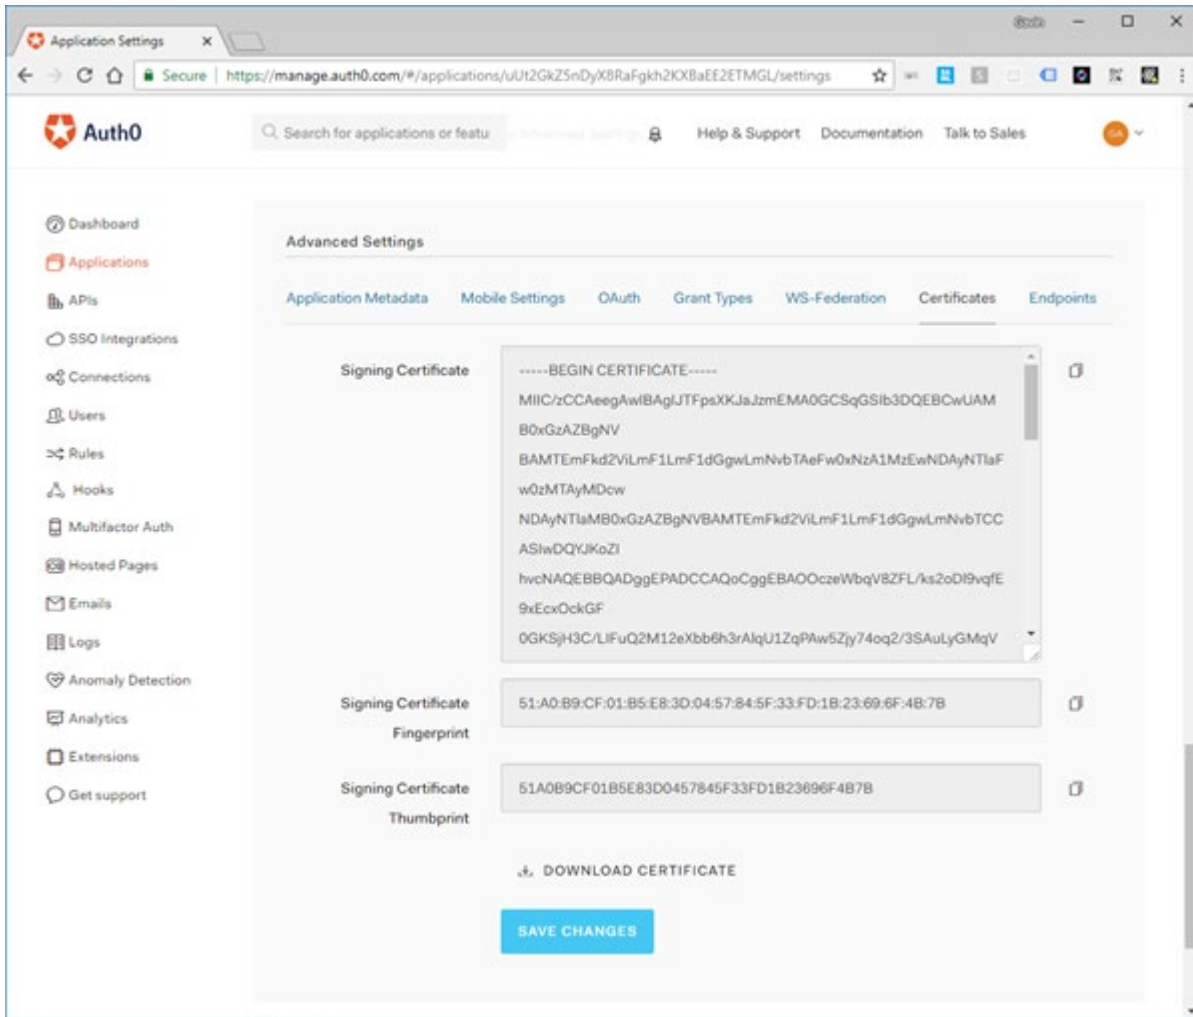 Application Settings
Secure | https://manage.auth0.com/#/applications/uUt2GkZ5nDyX8RaFgkh2KXBaEE2ETMGL/settings
Auth0
Search for applications or featu
Help & Support
Documentation
Talk to Sales
GA
Dashboard
Applications
APIs
SSO Integrations
Connections
Users
Rules
Hooks
Multifactor Auth
Hosted Pages
Emails
Logs
Anomaly Detection
Analytics
Extensions
Get support
Advanced Settings
Application Metadata
Mobile Settings
OAuth
Grant Types
WS-Federation
Certificates
Endpoints
Signing Certificate
-----BEGIN CERTIFICATE-----
MIIC/zCCAeegAwIBAgIJTFpsXKJaJzmEMA0GCSqGSIb3DQEBCwUAM
B0xGzAZBgNV
BAMTEmFkd2ViLmF1LmF1dGgwLmNvbTAeFw0xNzA1MzEwNDAyNTlaF
w0zMTAyMDcw
NDAyNTlaMB0xGzAZBgNVBAMTEmFkd2ViLmF1LmF1dGgwLmNvbTCC
ASIwDQYJKoZI
hvcNAQEBBQADggEPADCCAQoCggEBAOOczeWbqV8ZFL/ks2oDl9vqfE
9xEcxOckGF
0GKSjH3C/LIFuQ2M12eXbb6h3rAlqU1ZqPAw5Zjy74oq2/3SAuLyGMqV
Signing Certificate
Fingerprint
51:A0:B9:CF:01:B5:E8:3D:04:57:84:5F:33:FD:1B:23:69:6F:4B:7B
Signing Certificate
Thumbprint
51A0B9CF01B5E83D0457845F33FD1B23696F4B7B
DOWNLOAD CERTIFICATE
SAVE CHANGES